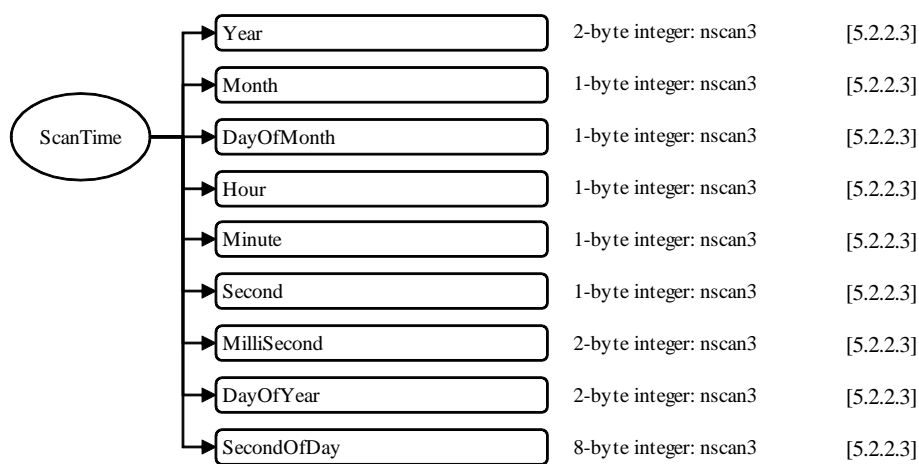 Year 2-byte integer: nscan3 [5.2.2.3]
Month 1-byte integer: nscan3 [5.2.2.3]
ScanTime DayOfMonth 1-byte integer: nscan3 [5.2.2.3]
Hour 1-byte integer: nscan3 [5.2.2.3]
Minute 1-byte integer: nscan3 [5.2.2.3]
Second 1-byte integer: nscan3 [5.2.2.3]
MilliSecond 2-byte integer: nscan3 [5.2.2.3]
DayOfYear 2-byte integer: nscan3 [5.2.2.3]
SecondOfDay 8-byte integer: nscan3 [5.2.2.3]